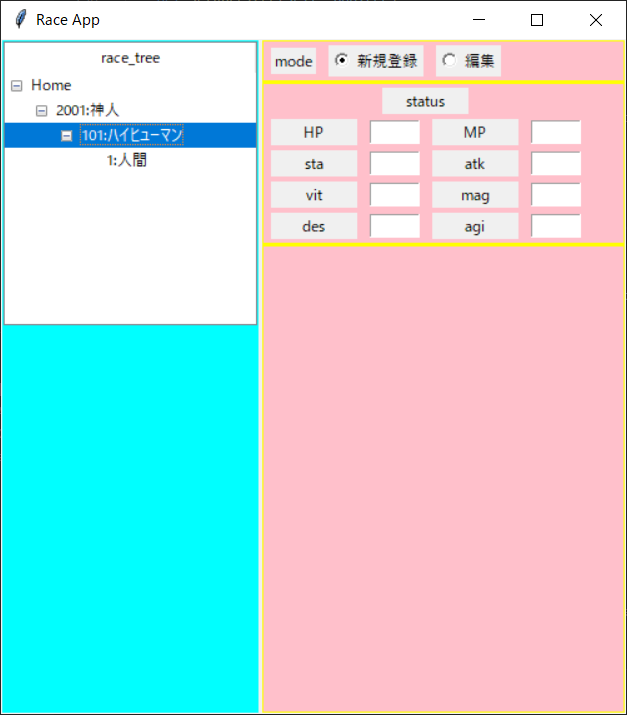 Race App
race_tree
Home
2001:神人
101:ハイヒューマン
1:人間
mode 新規登録 編集
status
HP MP
sta atk
vit mag
des agi